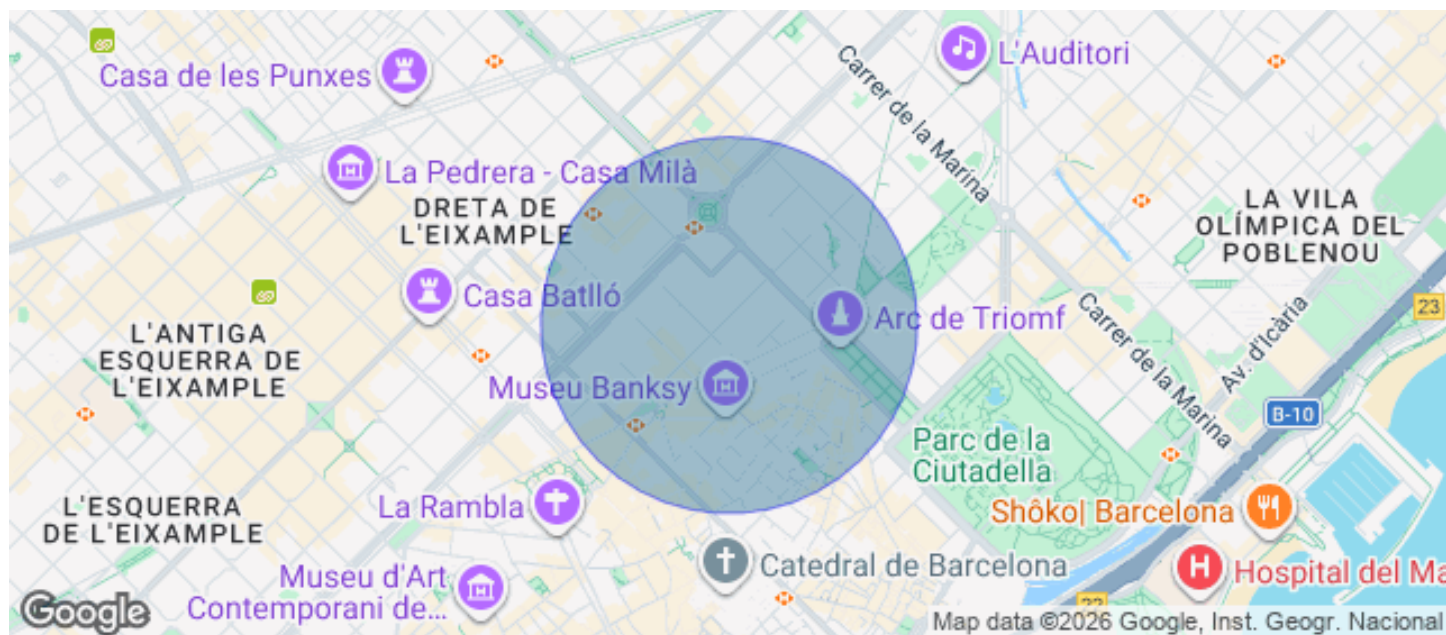 L'Auditori
Casa de les Punxes
Carrer de la Marina
La Pedrera - Casa Milà
DRETA DE
L'EIXAMPLE
LA VILA
OLÍMPICA DEL
POBLENOU
Casa Batlló
Arc de Triomf
23
L'ANTIGA
ESQUERRA DE
L'EIXAMPLE
Av. d'Icària
Carrer de la Marina
Museu Banksy
B-10
Parc de la
Ciutadella
L'ESQUERRA
DE L'EIXAMPLE
La Rambla
Shôko| Barcelona
Catedral de Barcelona
H
Hospital del Ma
Museu d'Art
Contemporani de...
22
Google
Map data ©2026 Google, Inst. Geogr. Nacional